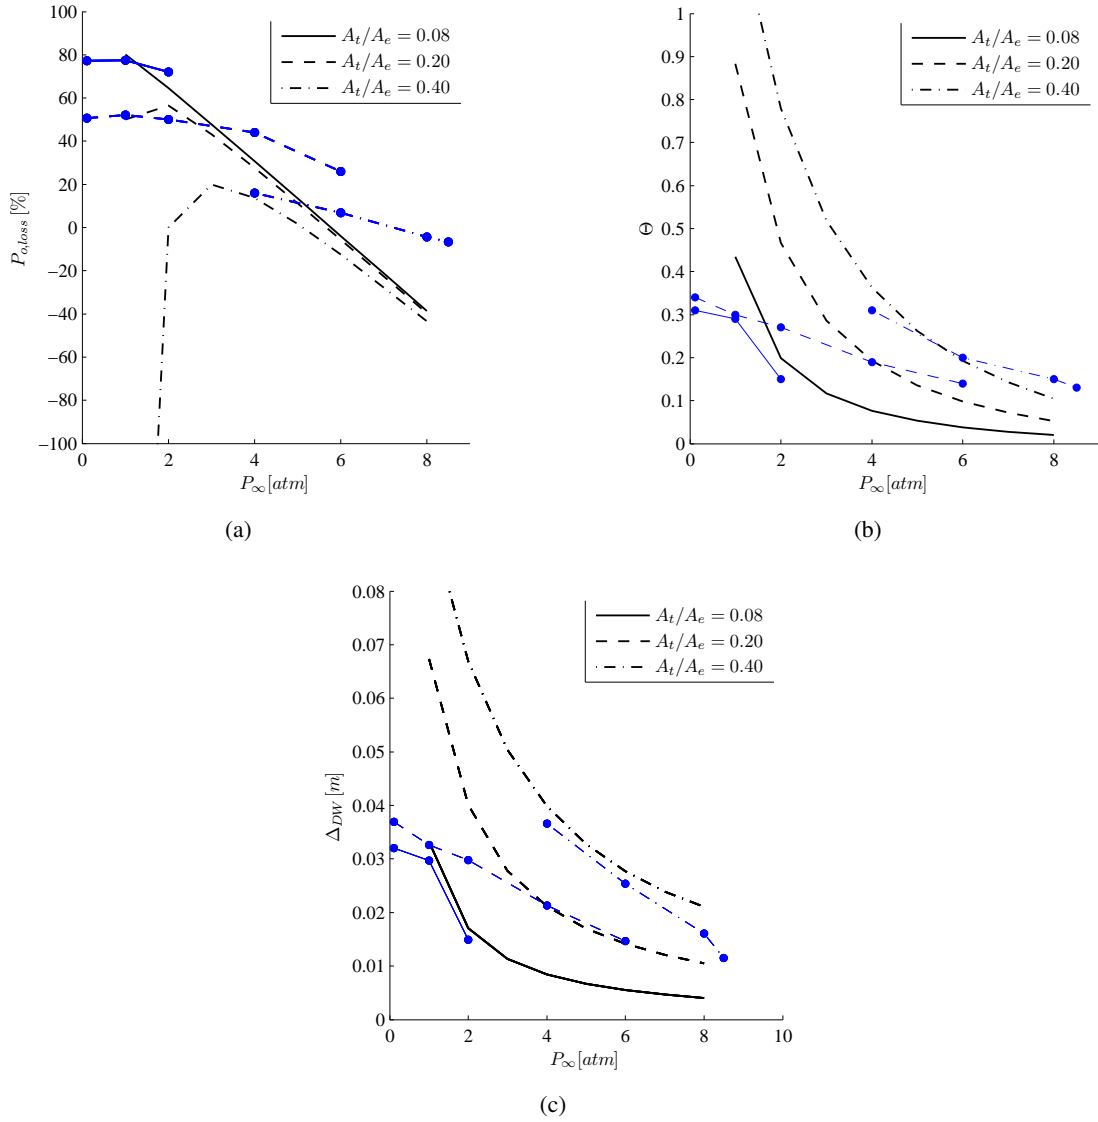 100
80
60
40
20
0
−20
−40
−60
−80
−100
P_{o,loss} [%]
0 2 4 6 8
P_∞[atm]
A_t/A_e = 0.08
A_t/A_e = 0.20
A_t/A_e = 0.40
(a)
1
0.9
0.8
0.7
0.6
0.5
0.4
0.3
0.2
0.1
0
Θ
0 2 4 6 8
P_∞[atm]
A_t/A_e = 0.08
A_t/A_e = 0.20
A_t/A_e = 0.40
(b)
0.08
0.07
0.06
0.05
0.04
0.03
0.02
0.01
0
Δ_{DW} [m]
0 2 4 6 8 10
P_∞[atm]
A_t/A_e = 0.08
A_t/A_e = 0.20
A_t/A_e = 0.40
(c)